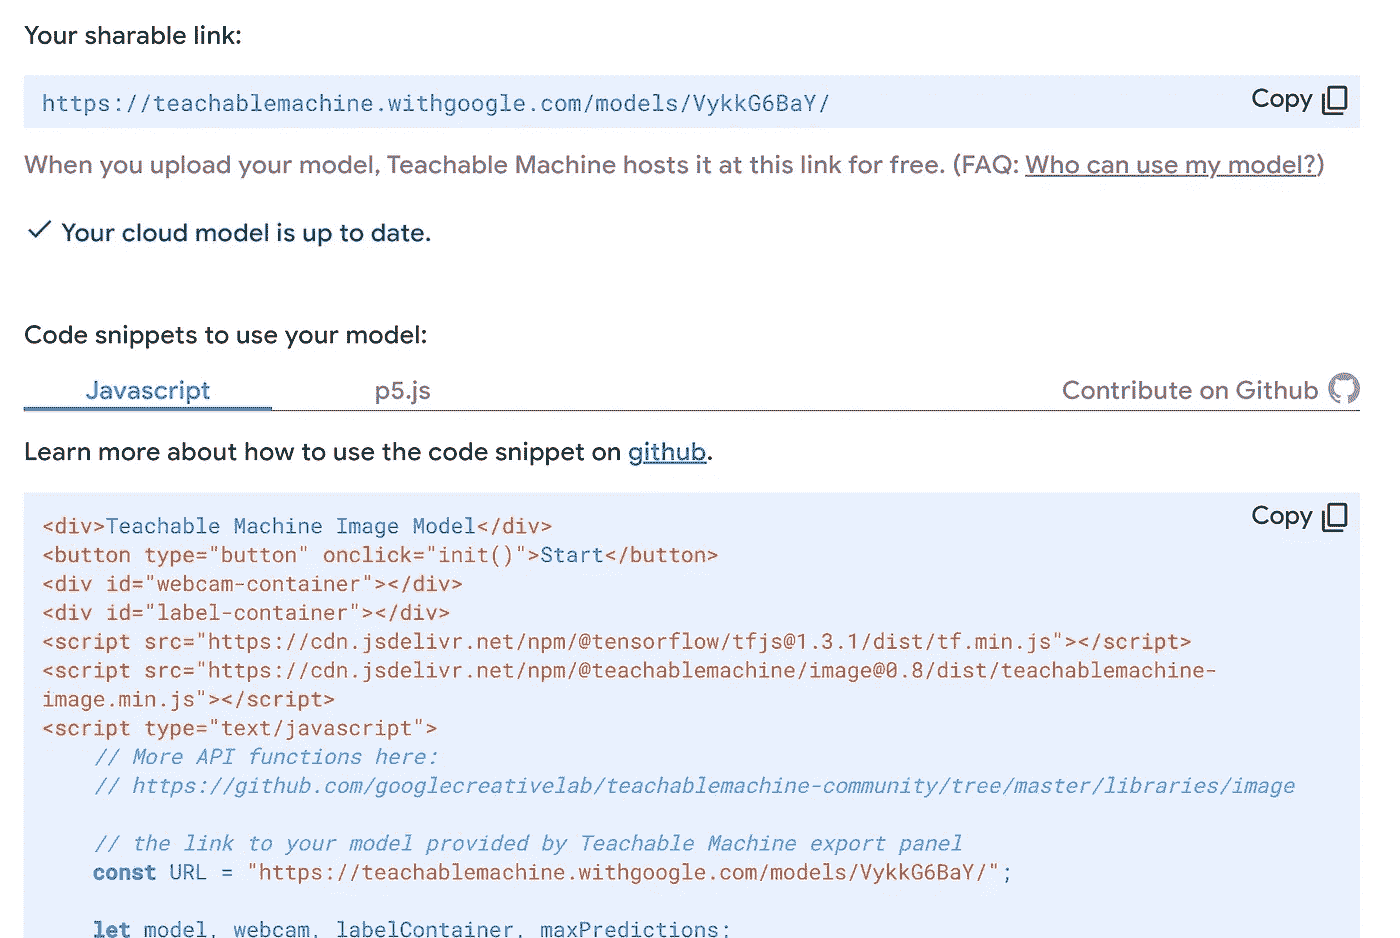 Your sharable link:
https://teachablemachine.withgoogle.com/models/VykkG6BaY/
Copy
When you upload your model, Teachable Machine hosts it at this link for free. (FAQ: Who can use my model?)
Your cloud model is up to date.
Code snippets to use your model:
Javascript p5.js Contribute on Github
Learn more about how to use the code snippet on github.
Copy
<div>Teachable Machine Image Model</div>
<button type="button" onclick="init()">Start</button>
<div id="webcam-container"></div>
<div id="label-container"></div>
<script src="https://cdn.jsdelivr.net/npm/@tensorflow/tfjs@1.3.1/dist/tf.min.js"></script>
<script src="https://cdn.jsdelivr.net/npm/@teachablemachine/image@0.8/dist/teachablemachine-
image.min.js"></script>
<script type="text/javascript">
// More API functions here:
// https://github.com/googlecreativelab/teachablemachine-community/tree/master/libraries/image
// the link to your model provided by Teachable Machine export panel
const URL = "https://teachablemachine.withgoogle.com/models/VykkG6BaY/";
let model, webcam, labelContainer, maxPredictions;